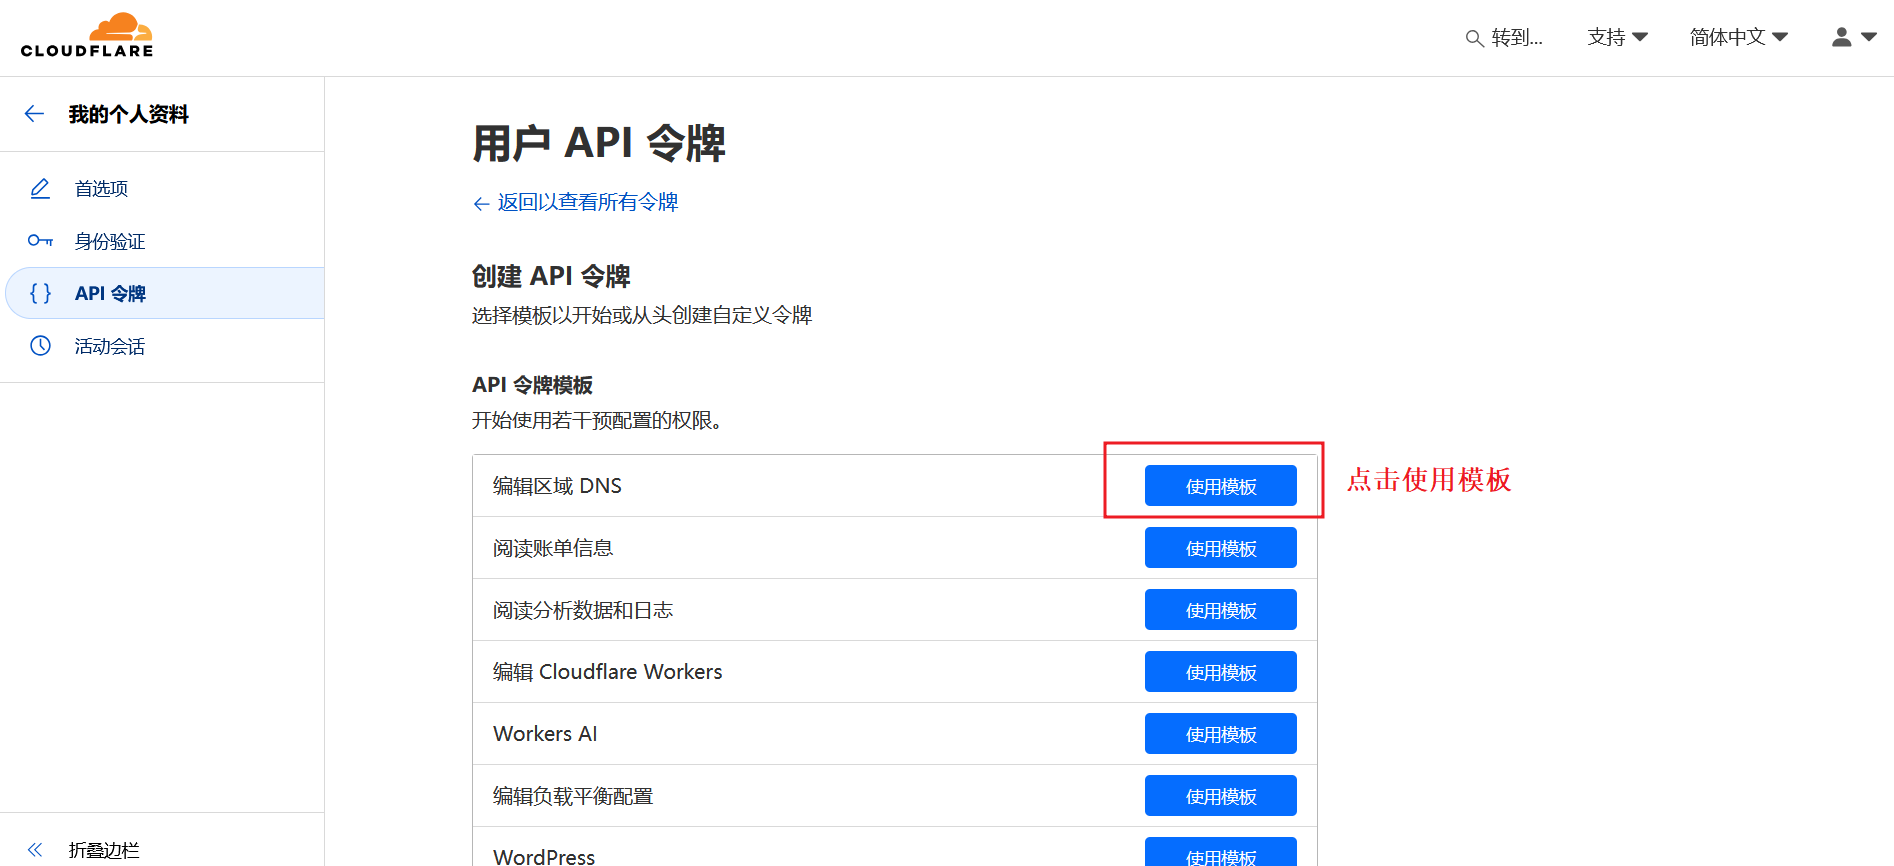 CLOUDFLARE
转到...
支持
简体中文
我的个人资料
首选项
身份验证
API 令牌
活动会话
折叠边栏
用户 API 令牌
← 返回以查看所有令牌
创建 API 令牌
选择模板以开始或从头创建自定义令牌
API 令牌模板
开始使用若干预配置的权限。
编辑区域 DNS 使用模板
点击使用模板
阅读账单信息 使用模板
阅读分析数据和日志 使用模板
编辑 Cloudflare Workers 使用模板
Workers AI 使用模板
编辑负载平衡配置 使用模板
WordPress 使用模板